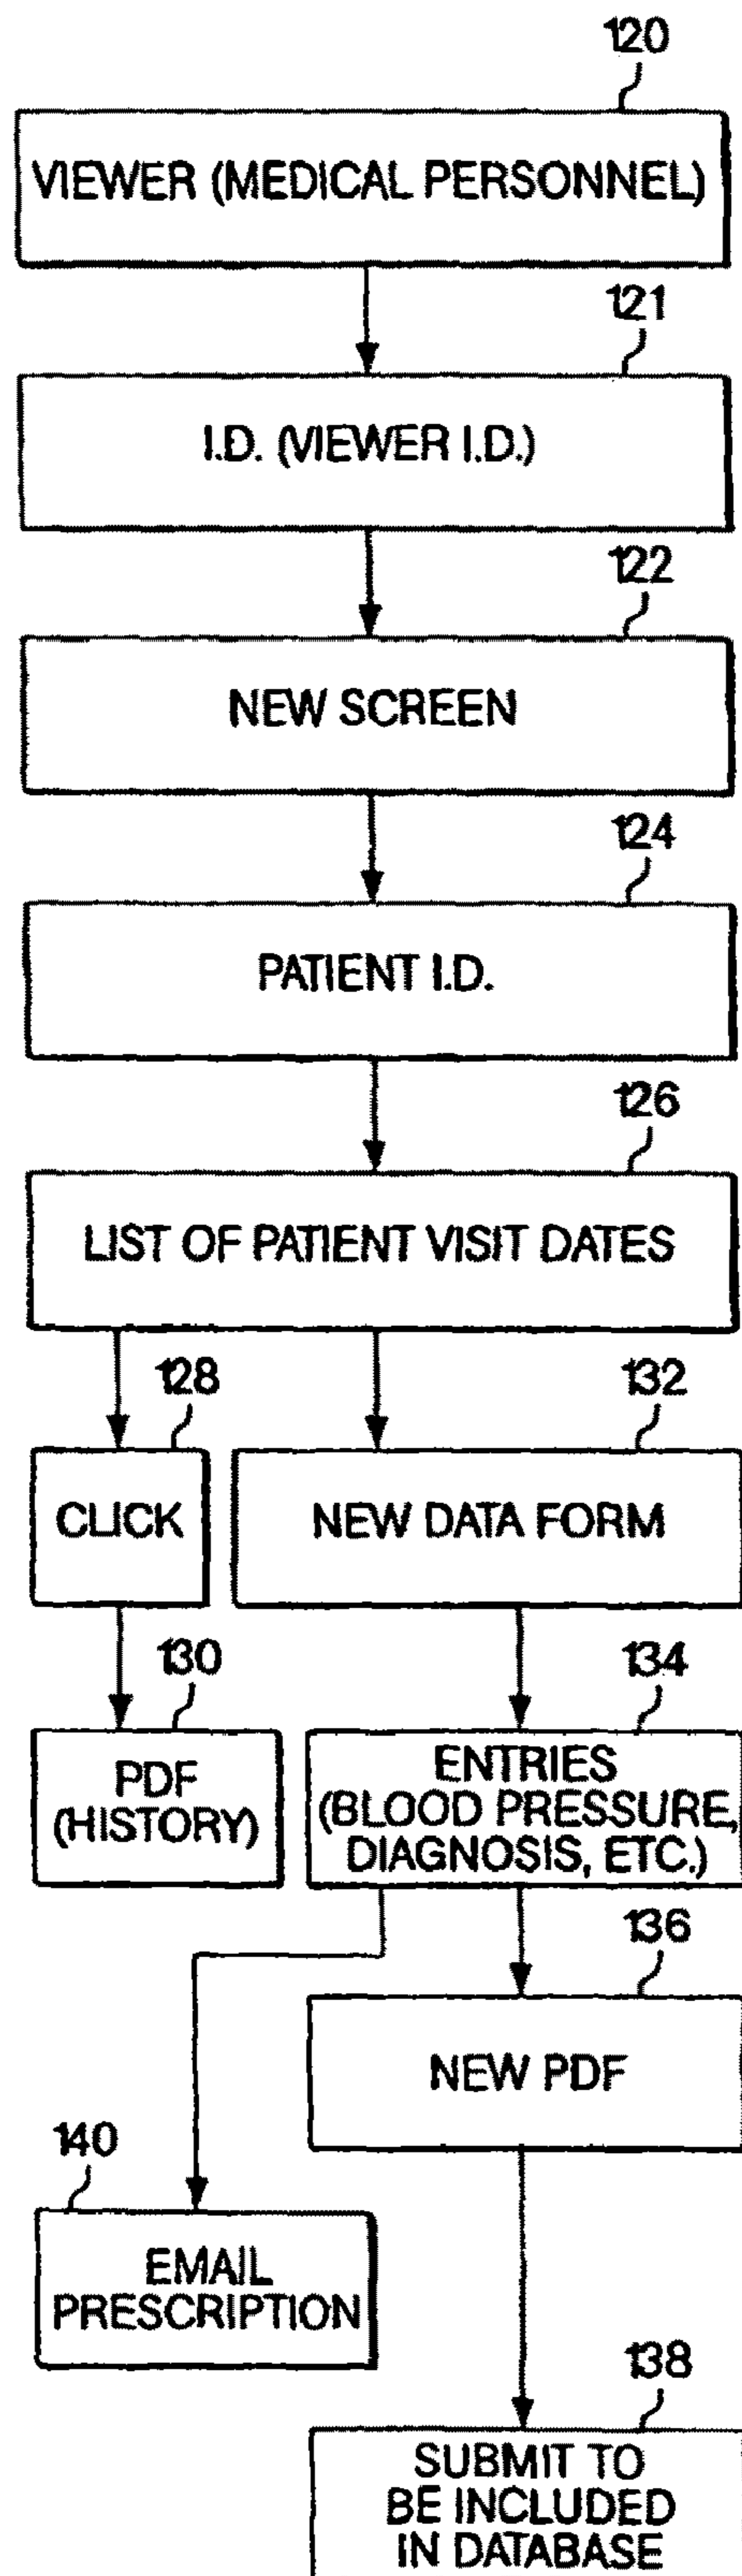 120
VIEWER (MEDICAL PERSONNEL)
121
I.D. (VIEWER I.D.)
122
NEW SCREEN
124
PATIENT I.D.
126
LIST OF PATIENT VISIT DATES
128
132
CLICK
NEW DATA FORM
130
134
PDF
(HISTORY)
ENTRIES
(BLOOD PRESSURE,
DIAGNOSIS, ETC.)
136
NEW PDF
140
EMAIL
PRESCRIPTION
138
SUBMIT TO
BE INCLUDED
IN DATABASE